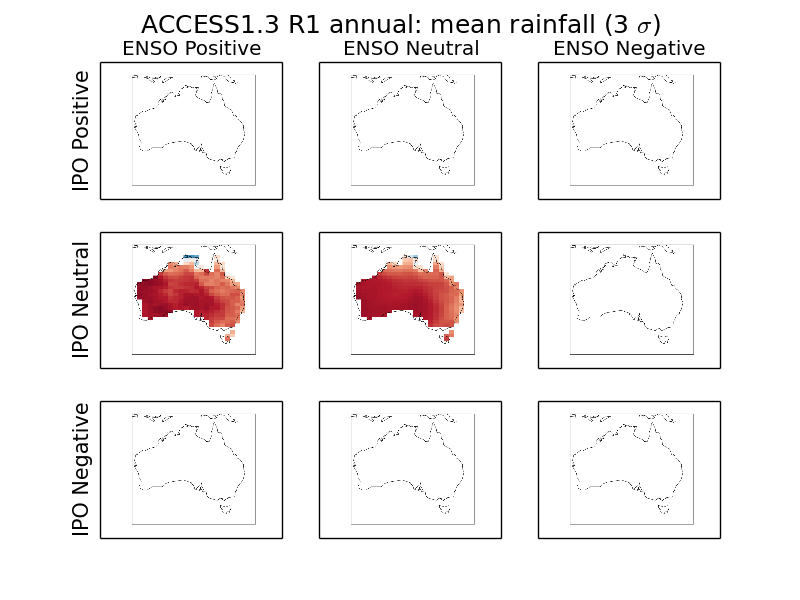 ACCESS1.3 R1 annual: mean rainfall (3 σ)
ENSO Positive
ENSO Neutral
ENSO Negative
IPO Positive
IPO Neutral
IPO Negative